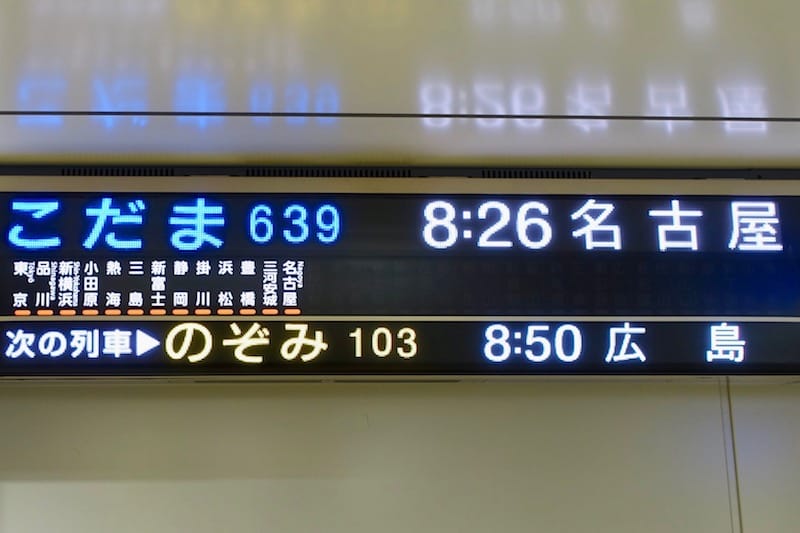 こだま 639 8:26 名古屋
東京 品川 新横浜 小田原 熱海 三島 新富士 静岡 掛川 浜松 豊橋 三河安城 名古屋
次の列車▶のぞみ 103 8:50 広島